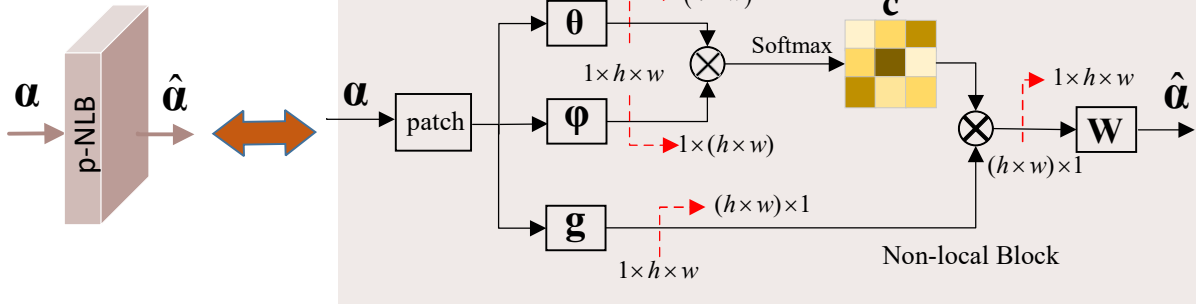 α
p-NLB
α̂
α
patch
θ
φ
g
1×h×w
1×(h×w)
(h×w)×1
1×h×w
Softmax
c
1×h×w
(h×w)×1
W
α̂
Non-local Block